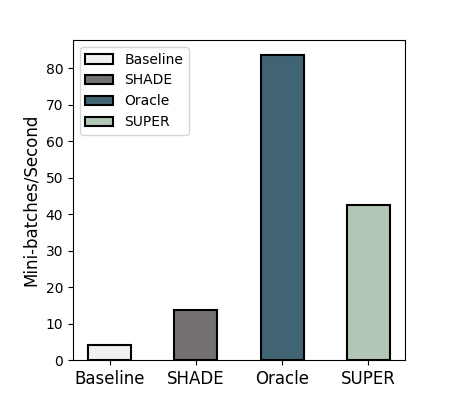 Baseline
SHADE
Oracle
SUPER
Mini-batches/Second
80
70
60
50
40
30
20
10
0
Baseline SHADE Oracle SUPER